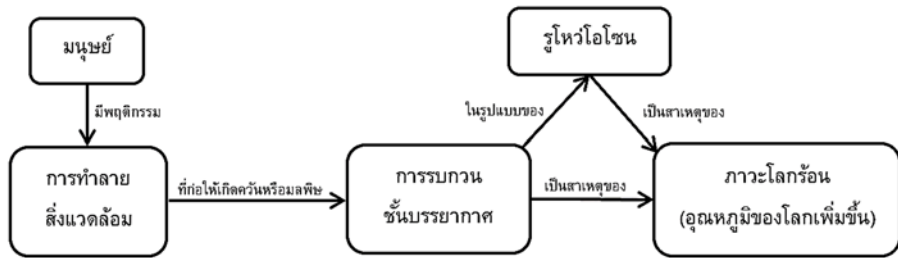 มนุษย์
รูโหว่โอโซน
มีพฤติกรรม
ในรูปแบบของ
เป็นสาเหตุของ
การทำลาย
สิ่งแวดล้อม
ที่ก่อให้เกิดควันหรือมลพิษ
การรบกวน
ชั้นบรรยากาศ
เป็นสาเหตุของ
ภาวะโลกร้อน
(อุณหภูมิของโลกเพิ่มขึ้น)